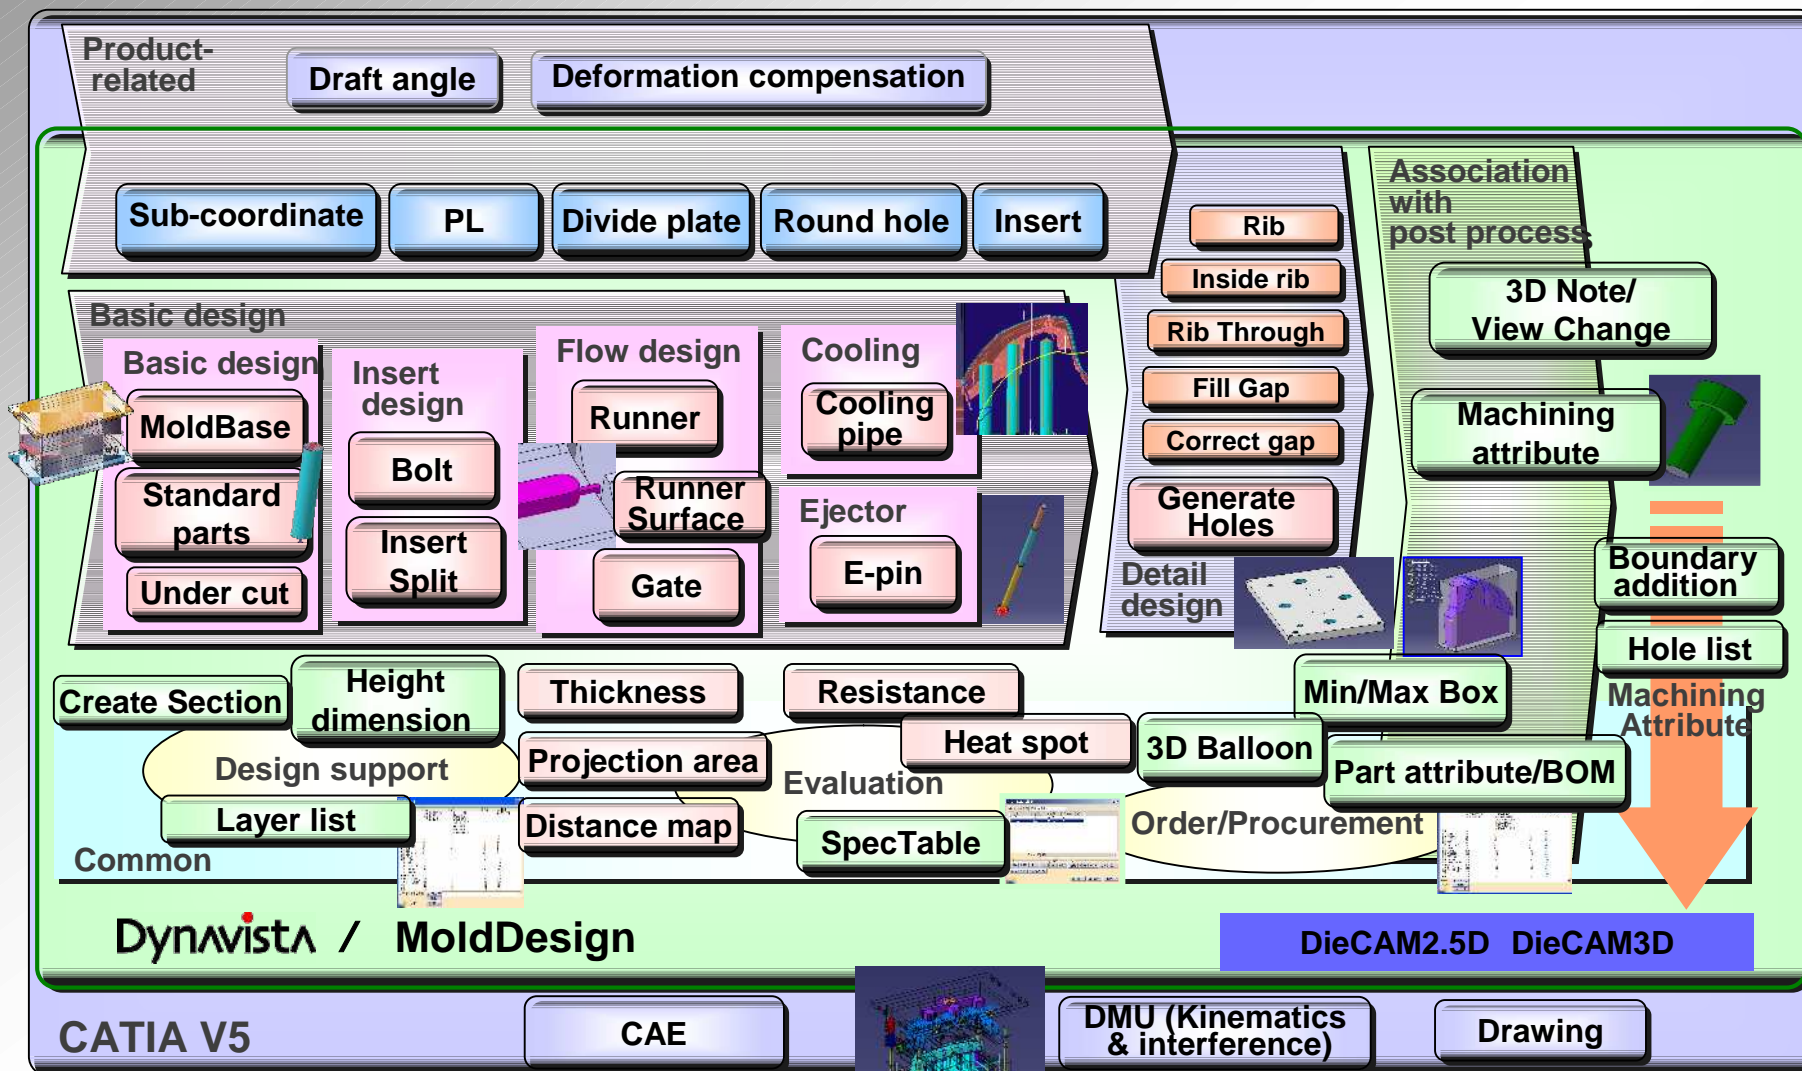 Product-
related
Draft angle
Deformation compensation
Sub-coordinate
PL
Divide plate
Round hole
Insert
Basic design
Basic design
MoldBase
Standard
parts
Under cut
Insert
design
Bolt
Insert
Split
Flow design
Runner
Runner
Surface
Gate
Cooling
Cooling
pipe
Ejector
E-pin
Rib
Inside rib
Rib Through
Fill Gap
Correct gap
Generate
Holes
Detail
design
Association
with
post process
3D Note/
View Change
Machining
attribute
Boundary
addition
Hole list
Machining
Attribute
Create Section
Height
dimension
Design support
Layer list
Common
Thickness
Projection area
Distance map
Resistance
Heat spot
Evaluation
SpecTable
Min/Max Box
3D Balloon
Part attribute/BOM
Order/Procurement
Dynavista / MoldDesign
DieCAM2.5D DieCAM3D
CATIA V5
CAE
DMU (Kinematics
& interference)
Drawing